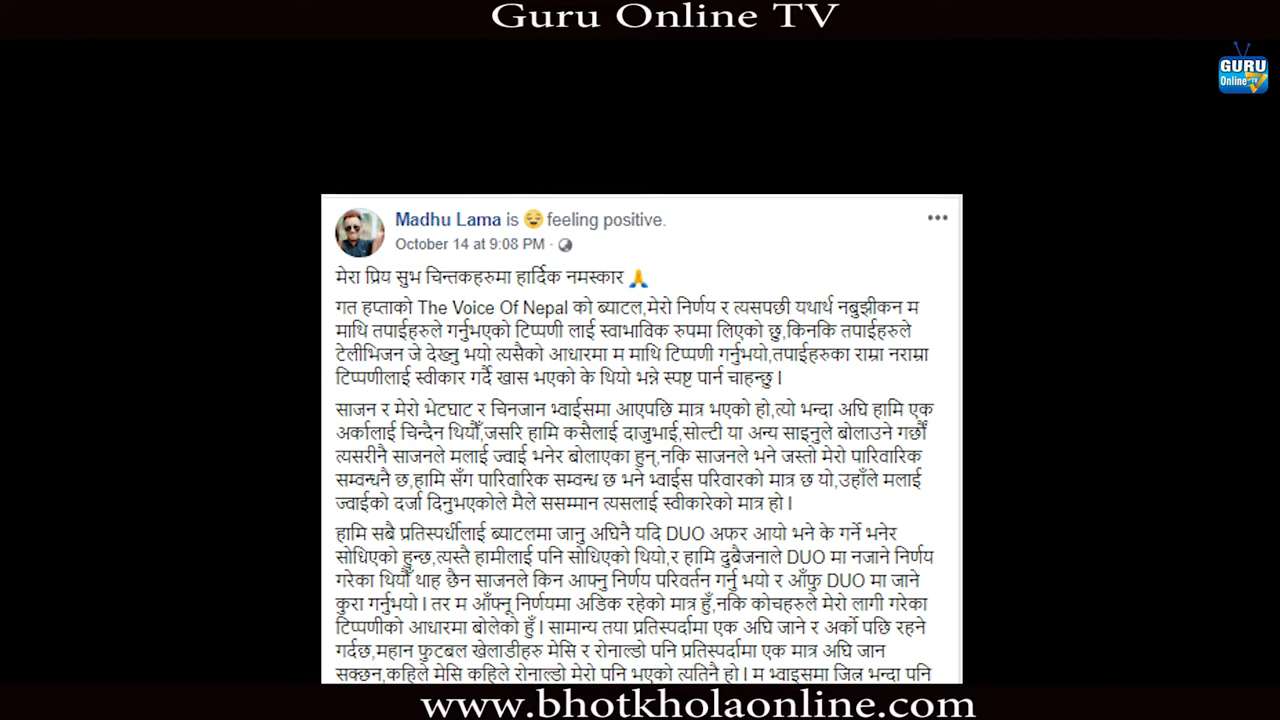 Guru Online TV
GURU
Online TV
Madhu Lama is feeling positive.
October 14 at 9:08 PM ·
मेरा प्रिय सुभ चिन्तकहरुमा हार्दिक नमस्कार 🙏
गत हप्ताको The Voice Of Nepal को ब्याटल,मेरो निर्णय र त्यसपछी यथार्थ नबुझीकन म
माथि तपाईहरुले गर्नुभएको टिप्पणी लाई स्वाभाविक रुपमा लिएको छु,किनकि तपाईहरुले
टेलीभिजन जे देख्नु भयो त्यसैको आधारमा म माथि टिप्पणी गर्नुभयो,तपाईहरुका राम्रा नराम्रा
टिप्पणीलाई स्वीकार गर्दै खास भएको के थियो भन्ने स्पष्ट पार्न चाहन्छु l
साजन र मेरो भेटघाट र चिनजान भ्वाईसमा आएपछि मात्र भएको हो,त्यो भन्दा अघि हामि एक
अर्कालाई चिन्दैन थियौँ,जसरि हामि कसैलाई दाजुभाई,सोल्टी या अन्य साइनुले बोलाउने गर्छौं
त्यसरीनै साजनले मलाई ज्वाई भनेर बोलाएका हुन्,नकि साजनले भने जस्तो मेरो पारिवारिक
सम्वन्धनै छ,हामि सँग पारिवारिक सम्वन्ध छ भने भ्वाईस परिवारको मात्र छ यो,उहाँले मलाई
ज्वाईको दर्जा दिनुभएकोले मैले ससम्मान त्यसलाई स्वीकारेको मात्र हो l
हामि सबै प्रतिस्पर्धीलाई ब्याटलमा जानु अघिनै यदि DUO अफर आयो भने के गर्ने भनेर
सोधिएको हुन्छ,त्यस्तै हामीलाई पनि सोधिएको थियो,र हामि दुबैजनाले DUO मा नजाने निर्णय
गरेका थियौँ थाह छैन साजनले किन आफ्नु निर्णय परिवर्तन गर्नु भयो र आँफु DUO मा जाने
कुरा गर्नुभयो l तर म आँफ्नू निर्णयमा अडिक रहेको मात्र हुँ,नकि कोचहरुले मेरो लागी गरेका
टिप्पणीको आधारमा बोलेको हुँ l सामान्य तया प्रतिस्पर्दामा एक अघि जाने र अर्को पछि रहने
गर्दछ,महान फुटबल खेलाडीहरु मेसि र रोनाल्डो पनि प्रतिस्पर्दामा एक मात्र अघि जान
सक्छन,कहिले मेसि कहिले रोनाल्डो मेरो पनि भएको त्यतिनै हो l म भ्वाइसमा जित्न भन्दा पनि
www.bhotkholaonline.com